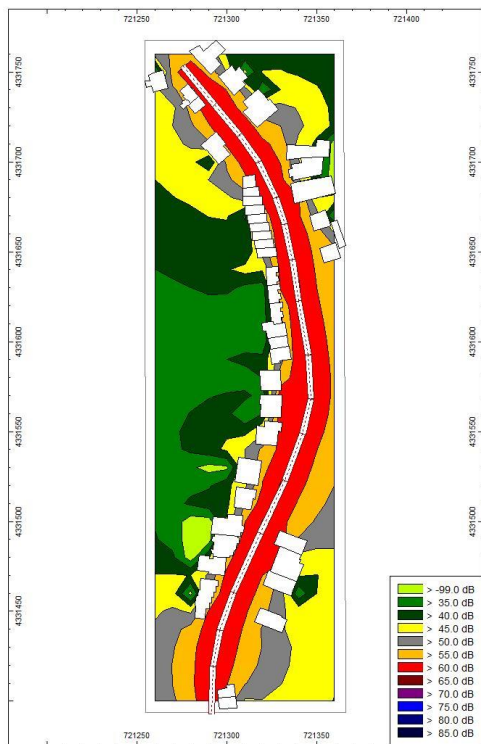 721250 721300 721350 721400
4331750 4331750
4331700 4331700
4331650 4331650
4331600 4331600
4331550 4331550
4331500 4331500
4331450 4331450
> -99.0 dB
> 35.0 dB
> 40.0 dB
> 45.0 dB
> 50.0 dB
> 55.0 dB
> 60.0 dB
> 65.0 dB
> 70.0 dB
> 75.0 dB
> 80.0 dB
> 85.0 dB
721250 721300 721350